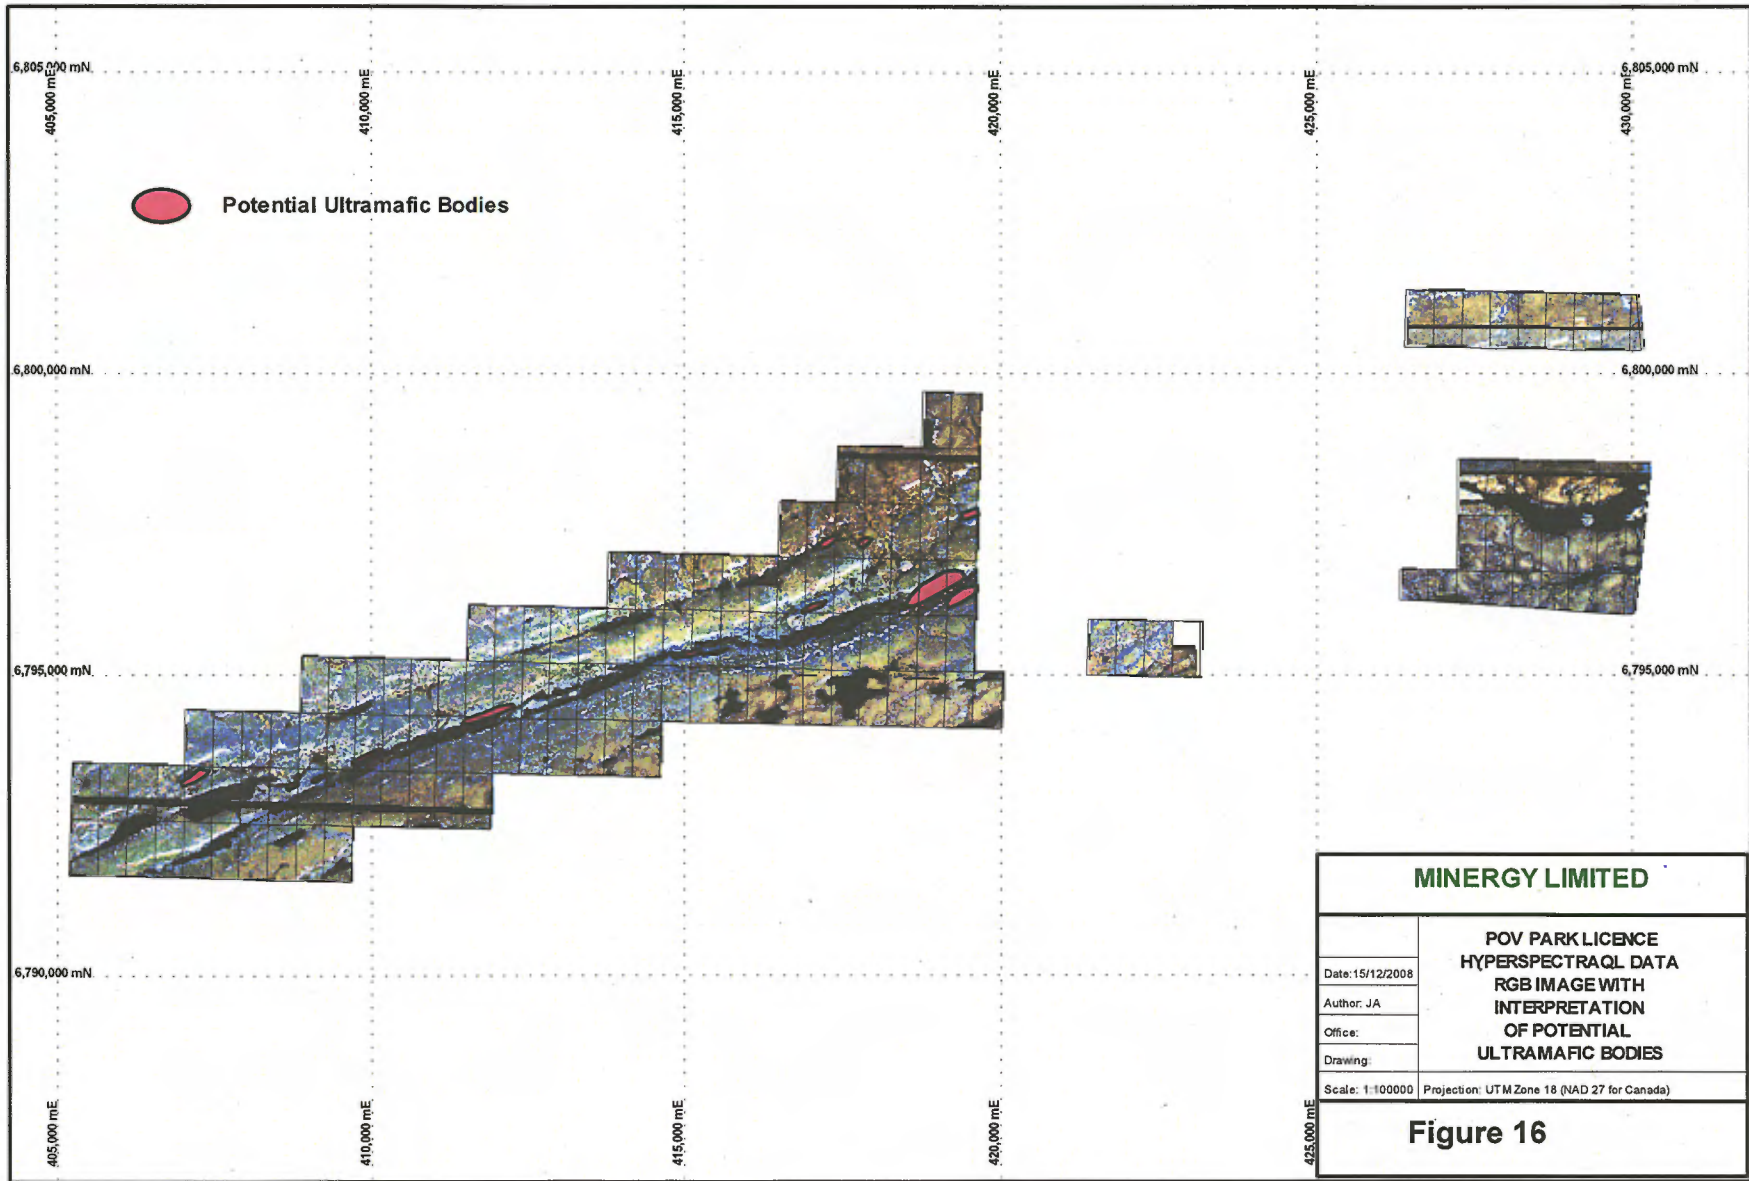 6,805,000 mN
6,805,000 mN
405,000 mE
410,000 mE
415,000 mE
420,000 mE
425,000 mE
430,000 mE
Potential Ultramafic Bodies
6,800,000 mN
6,800,000 mN
6,795,000 mN
6,795,000 mN
6,790,000 mN
405,000 mE
410,000 mE
415,000 mE
420,000 mE
425,000 mE
MINERGY LIMITED
POV PARK LICENCE
HYPERSPECTRAQL DATA
RGB IMAGE WITH
INTERPRETATION
OF POTENTIAL
ULTRAMAFIC BODIES
Date:15/12/2008
Author: JA
Office:
Drawing:
Scale: 1:100000
Projection: UTM Zone 18 (NAD 27 for Canada)
Figure 16